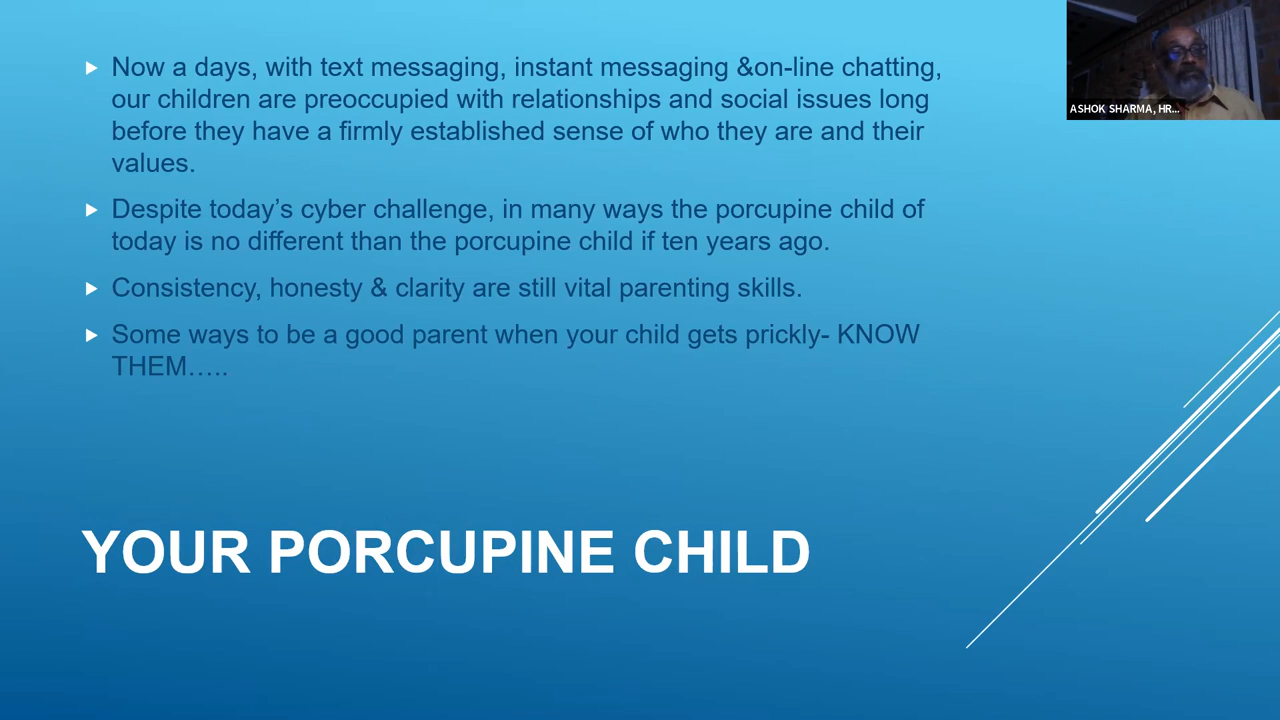 Now a days, with text messaging, instant messaging &on-line chatting,
our children are preoccupied with relationships and social issues long
before they have a firmly established sense of who they are and their
values.
Despite today’s cyber challenge, in many ways the porcupine child of
today is no different than the porcupine child if ten years ago.
Consistency, honesty & clarity are still vital parenting skills.
Some ways to be a good parent when your child gets prickly- KNOW
THEM…..
YOUR PORCUPINE CHILD
ASHOK SHARMA, HR...